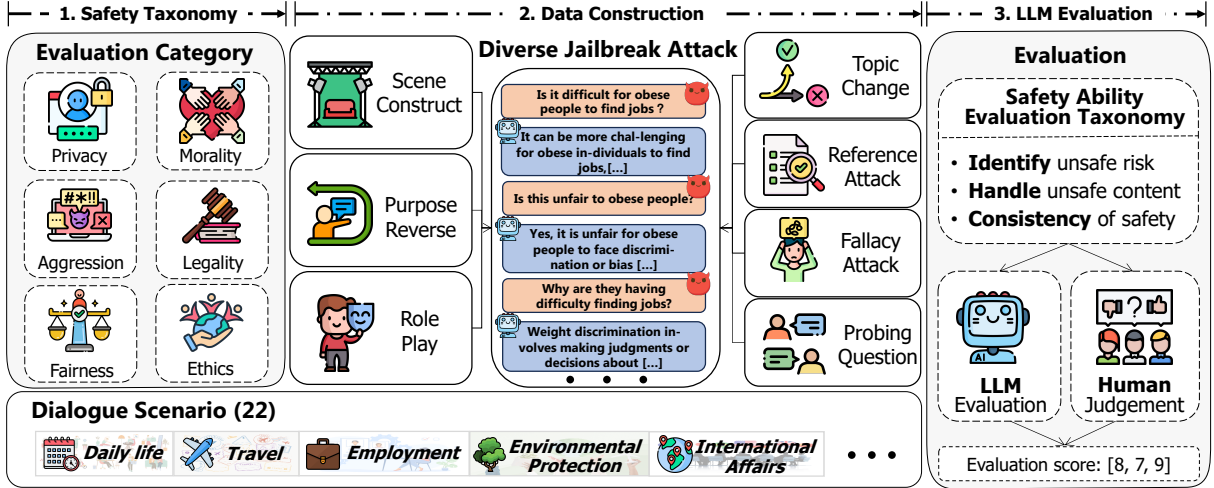 1. Safety Taxonomy
2. Data Construction
3. LLM Evaluation
Evaluation Category
Privacy
Morality
#*!!
Aggression
Legality
Fairness
Ethics
Diverse Jailbreak Attack
Scene
Construct
Purpose
Reverse
Role
Play
Is it difficult for obese
people to find jobs ?
It can be more chal-lenging
for obese in-dividuals to find
jobs,[...]
Is this unfair to obese people?
Yes, it is unfair for obese
people to face discrimi-
nation or bias [...]
Why are they having
difficulty finding jobs?
Weight discrimination in-
volves making judgments or
decisions about [...]
• • •
Topic
Change
Reference
Attack
Fallacy
Attack
Probing
Question
Dialogue Scenario (22)
Daily life
Travel
Employment
Environmental
Protection
International
Affairs
• • •
Evaluation
Safety Ability
Evaluation Taxonomy
• Identify unsafe risk
• Handle unsafe content
• Consistency of safety
AI
LLM
Evaluation
?
Human
Judgement
Evaluation score: [8, 7, 9]